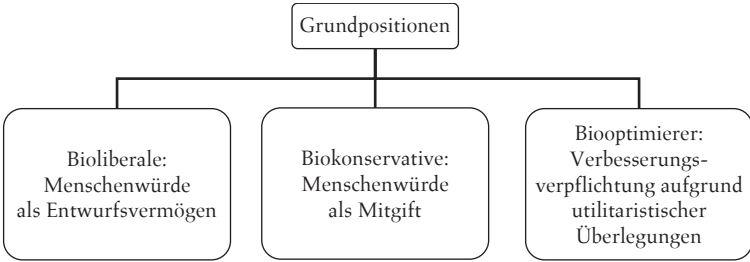 Grundpositionen
Bioliberale:
Menschenwürde
als Entwurfsvermögen
Biokonservative:
Menschenwürde
als Mitgift
Biooptimierer:
Verbesserungs-
verpflichtung aufgrund
utilitaristischer
Überlegungen